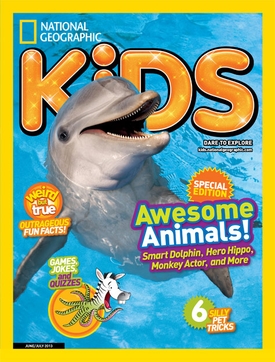 NATIONAL
GEOGRAPHIC
KiDS
DARE TO EXPLORE
kids.nationalgeographic.com
weird
but
true
OUTRAGEOUS
FUN FACTS!
SPECIAL
EDITION
Awesome
Animals!
Smart Dolphin, Hero Hippo,
Monkey Actor, and More
GAMES,
JOKES,
and
QUIZZES
6 SILLY
PET
TRICKS
JUNE/JULY 2013